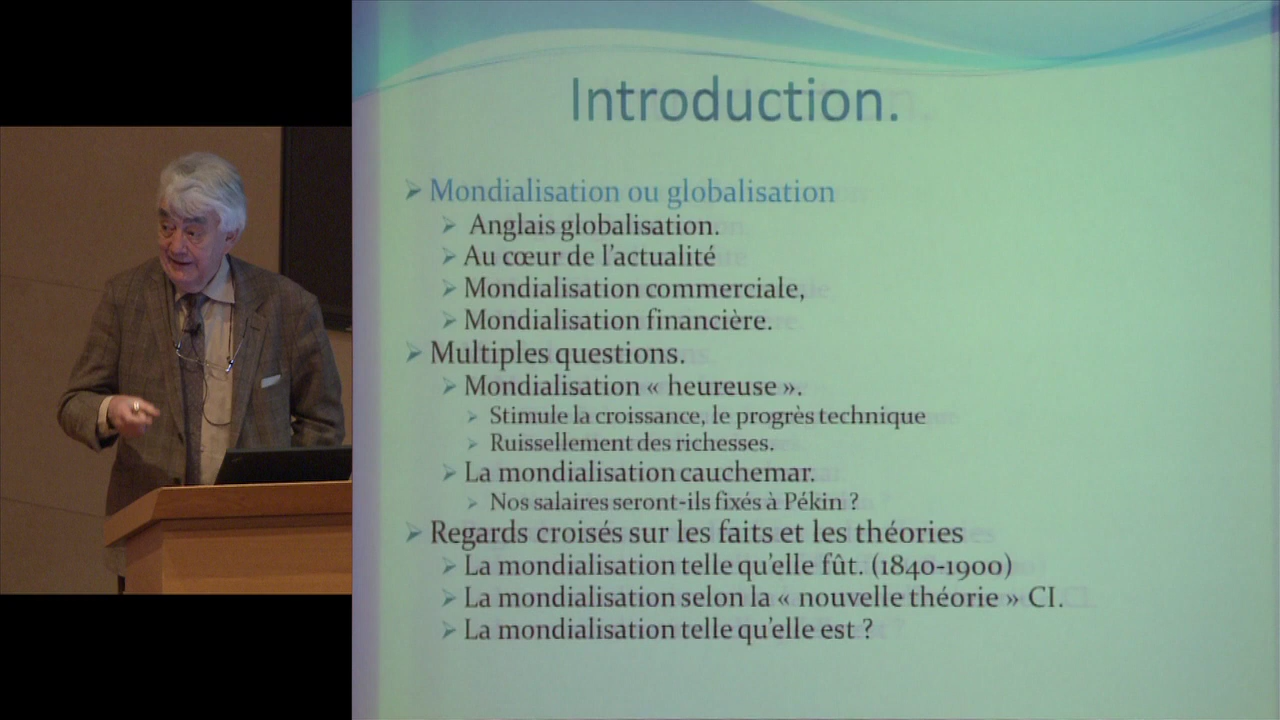 Introduction.
Mondialisation ou globalisation
Anglais globalisation.
Au cœur de l’actualité
Mondialisation commerciale,
Mondialisation financière.
Multiples questions.
Mondialisation « heureuse ».
Stimule la croissance, le progrès technique
Ruissellement des richesses.
La mondialisation cauchemar.
Nos salaires seront-ils fixés à Pékin ?
Regards croisés sur les faits et les théories
La mondialisation telle qu’elle fût. (1840-1900)
La mondialisation selon la « nouvelle théorie » CI.
La mondialisation telle qu’elle est ?